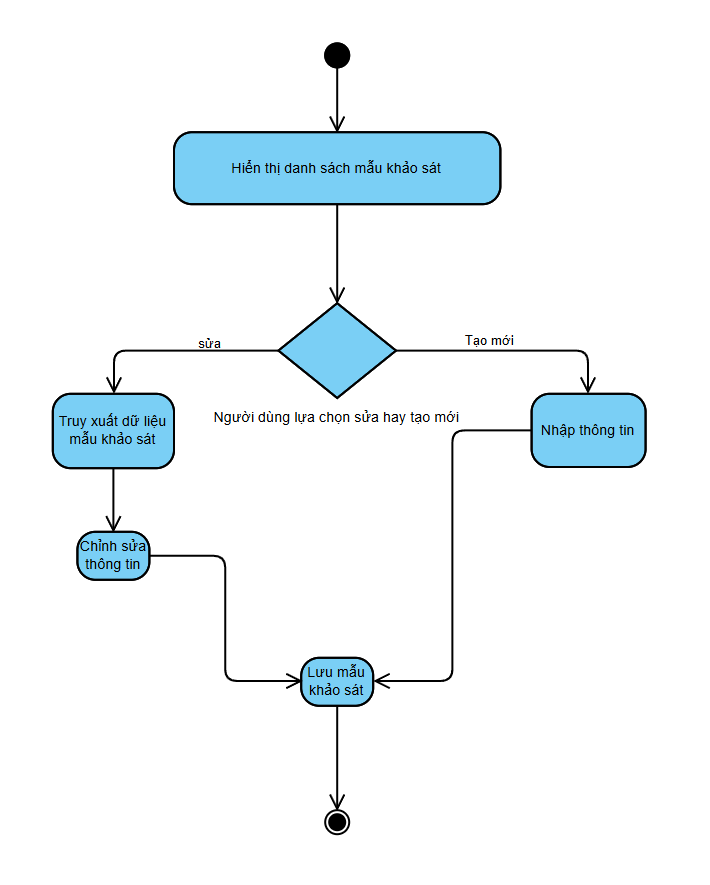 Hiển thị danh sách mẫu khảo sát
sửa
Tạo mới
Người dùng lựa chọn sửa hay tạo mới
Truy xuất dữ liệu
mẫu khảo sát
Nhập thông tin
Chỉnh sửa
thông tin
Lưu mẫu
khảo sát